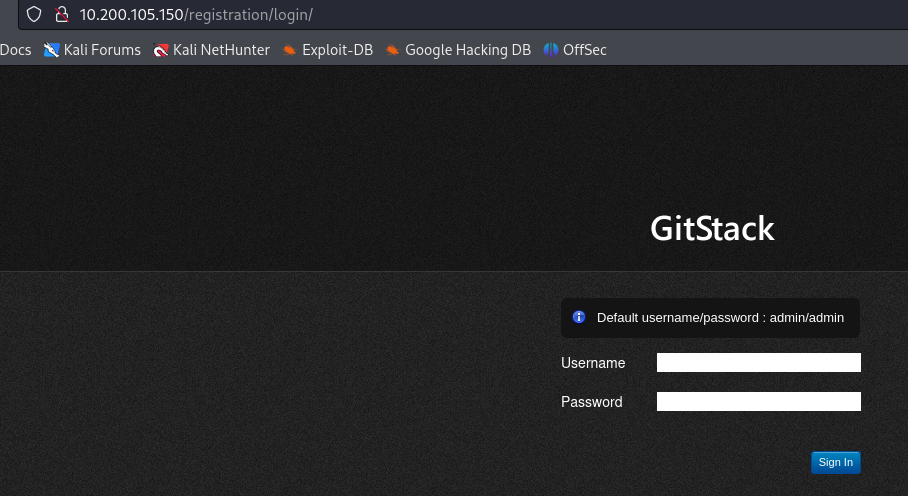 10.200.105.150/registration/login/
Docs Kali Forums Kali NetHunter Exploit-DB Google Hacking DB OffSec
GitStack
Default username/password : admin/admin
Username
Password
Sign In